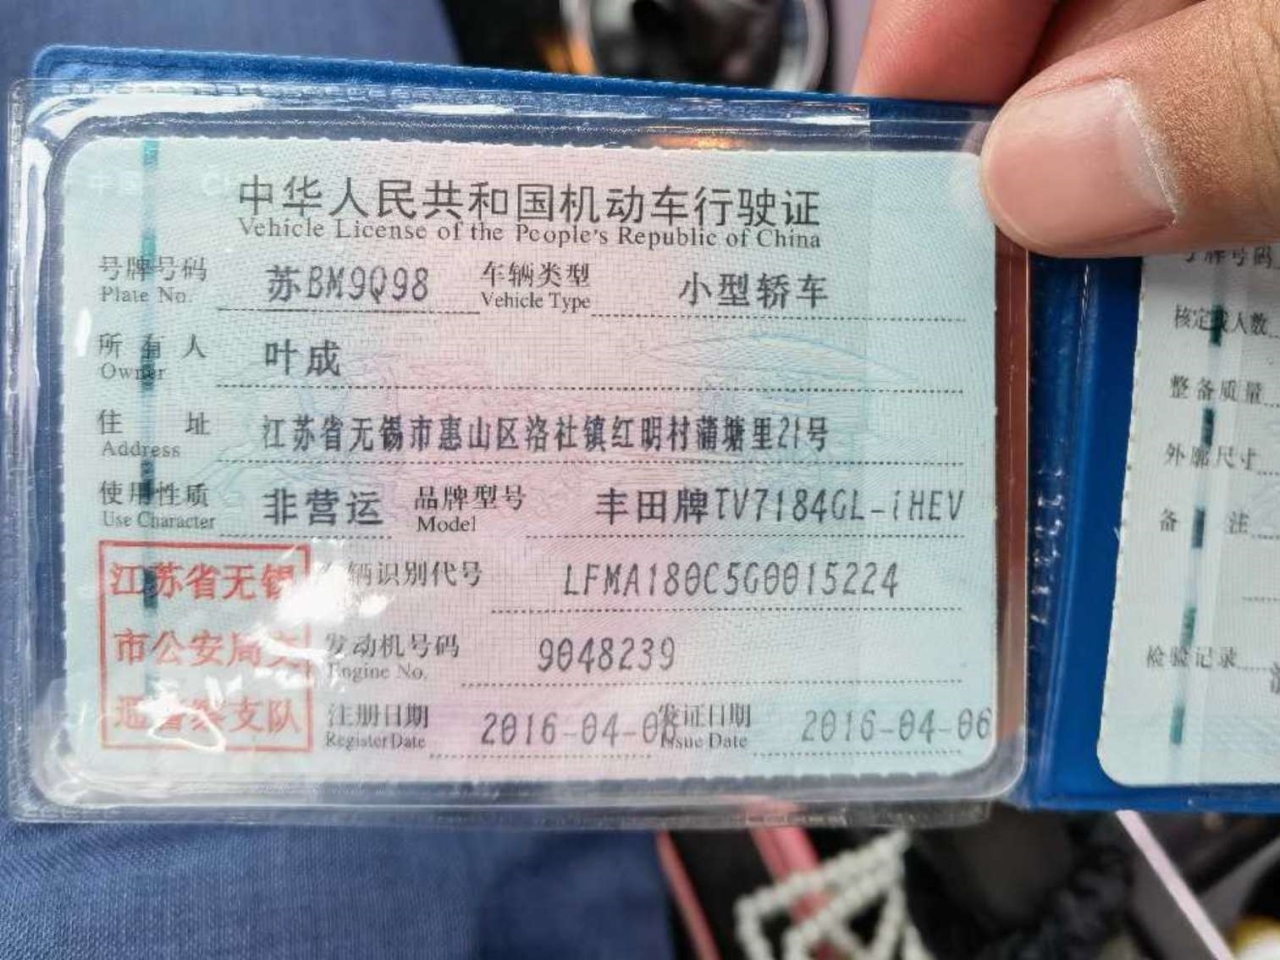 中华人民共和国机动车行驶证
Vehicle License of the People's Republic of China
号牌号码 苏BM9Q98 车辆类型 小型轿车
Plate No. Vehicle Type
所有人 叶成
Owner
住址 江苏省无锡市惠山区洛社镇红明村蒲塘里21号
Address
使用性质 非营运 品牌型号 丰田牌TV7184GL-iHEV
Use Character Model
江苏省无锡 车辆识别代号 LFMA180C5G0015224
市公安局交 发动机号码 9048239
Engine No.
通警察支队 注册日期 2016-04-06 发证日期 2016-04-06
Register Date Issue Date
号牌号码
核定载人数
整备质量
外廓尺寸
备注
检验记录